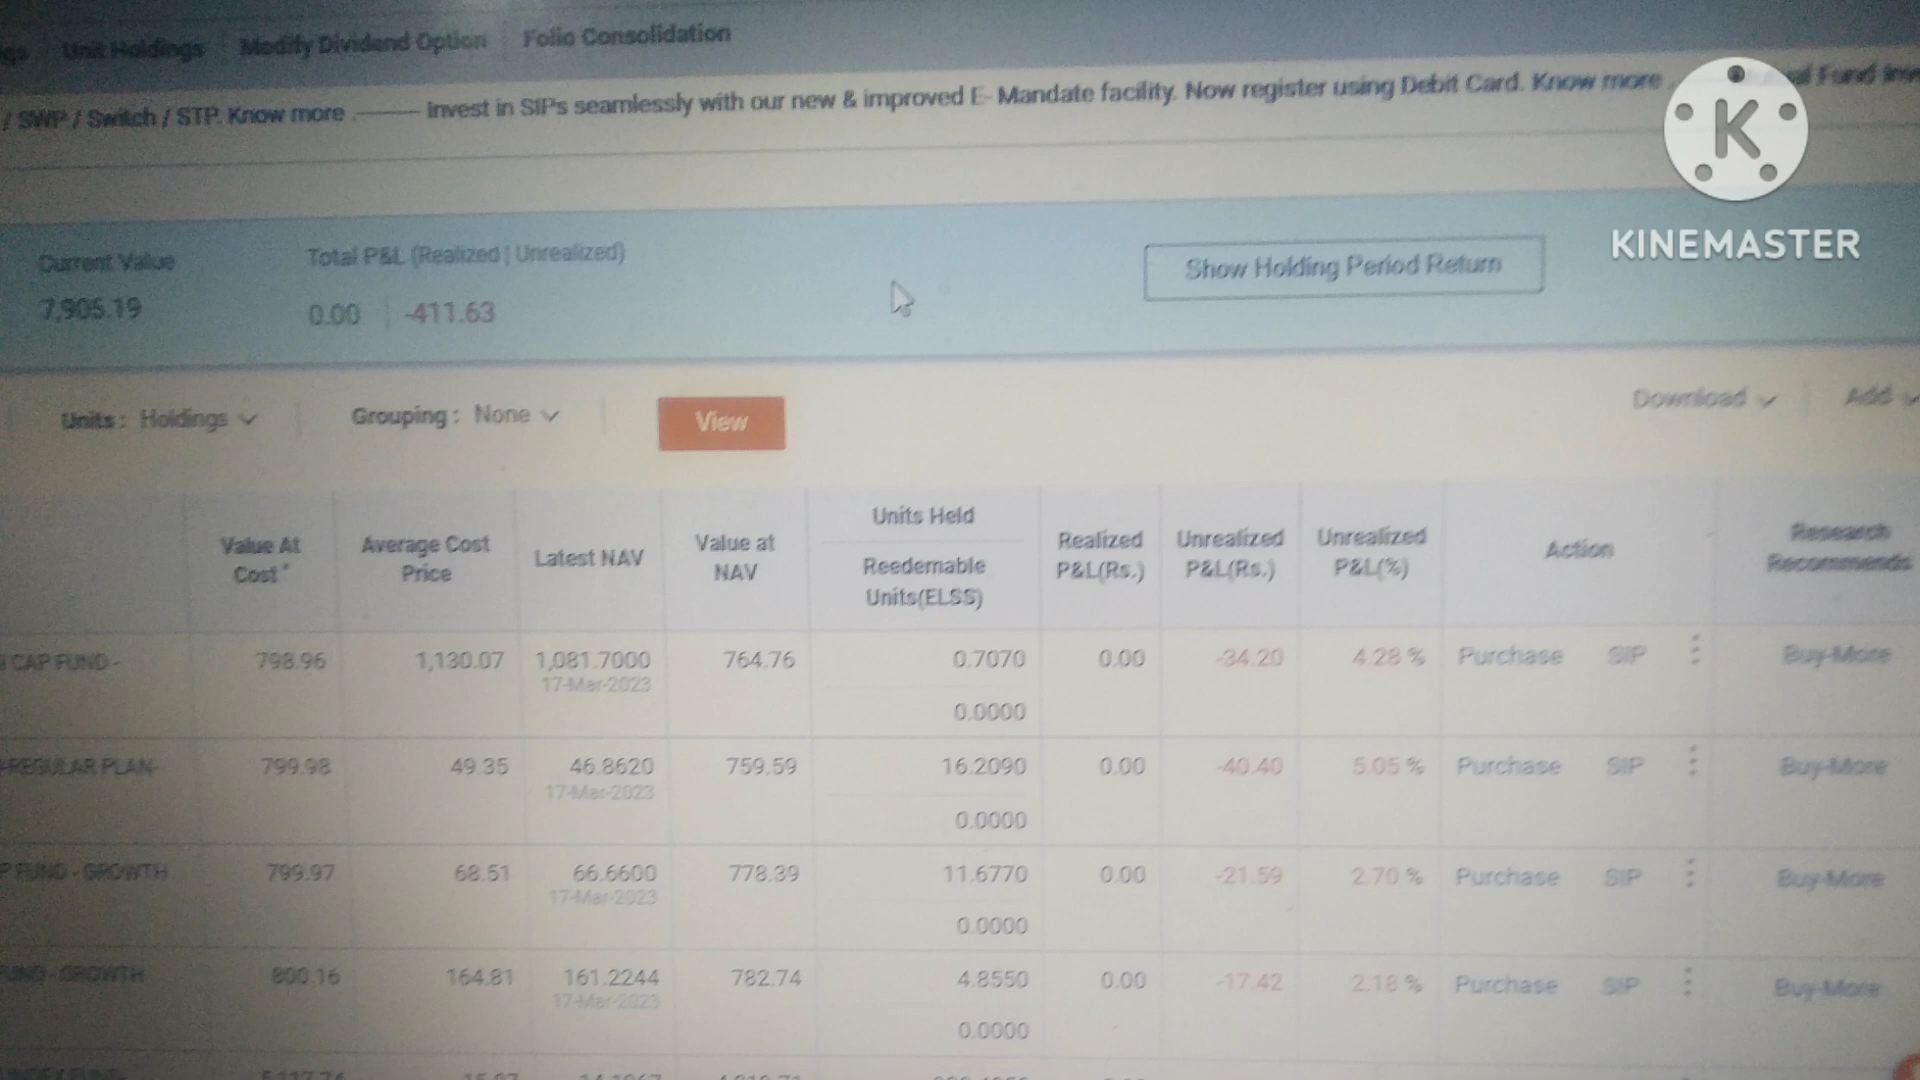 Unit Holdings Modify Dividend Option Folio Consolidation
/ SWP / Switch / STP. Know more .——— Invest in SIPs seamlessly with our new & improved E- Mandate facility. Now register using Debit Card. Know more . Fund
K
KINEMASTER
Current Value Total P&L (Realized | Unrealized) Show Holding Period Return
7,905.19 0.00 | -411.63
Units : Holdings Grouping : None View Download Add
Value At Cost * Average Cost Price Latest NAV Value at NAV Units Held Reedemable Units(ELSS) Realized P&L(Rs.) Unrealized P&L(Rs.) Unrealized P&L(%) Action Research Recommends
CAP FUND - 798.96 1,130.07 1,081.7000 764.76 0.7070 0.00 -34.20 4.28 % Purchase SIP Buy-More
17-Mar-2023
0.0000
REGULAR PLAN- 799.98 49.35 46.8620 759.59 16.2090 0.00 -40.40 5.05 % Purchase SIP Buy-More
17-Mar-2023
0.0000
P FUND - GROWTH 799.97 68.51 66.6600 778.39 11.6770 0.00 -21.59 2.70 % Purchase SIP Buy-More
17-Mar-2023
0.0000
FUND - GROWTH 800.16 164.81 161.2244 782.74 4.8550 0.00 -17.42 2.18 % Purchase SIP Buy-More
17-Mar-2023
0.0000